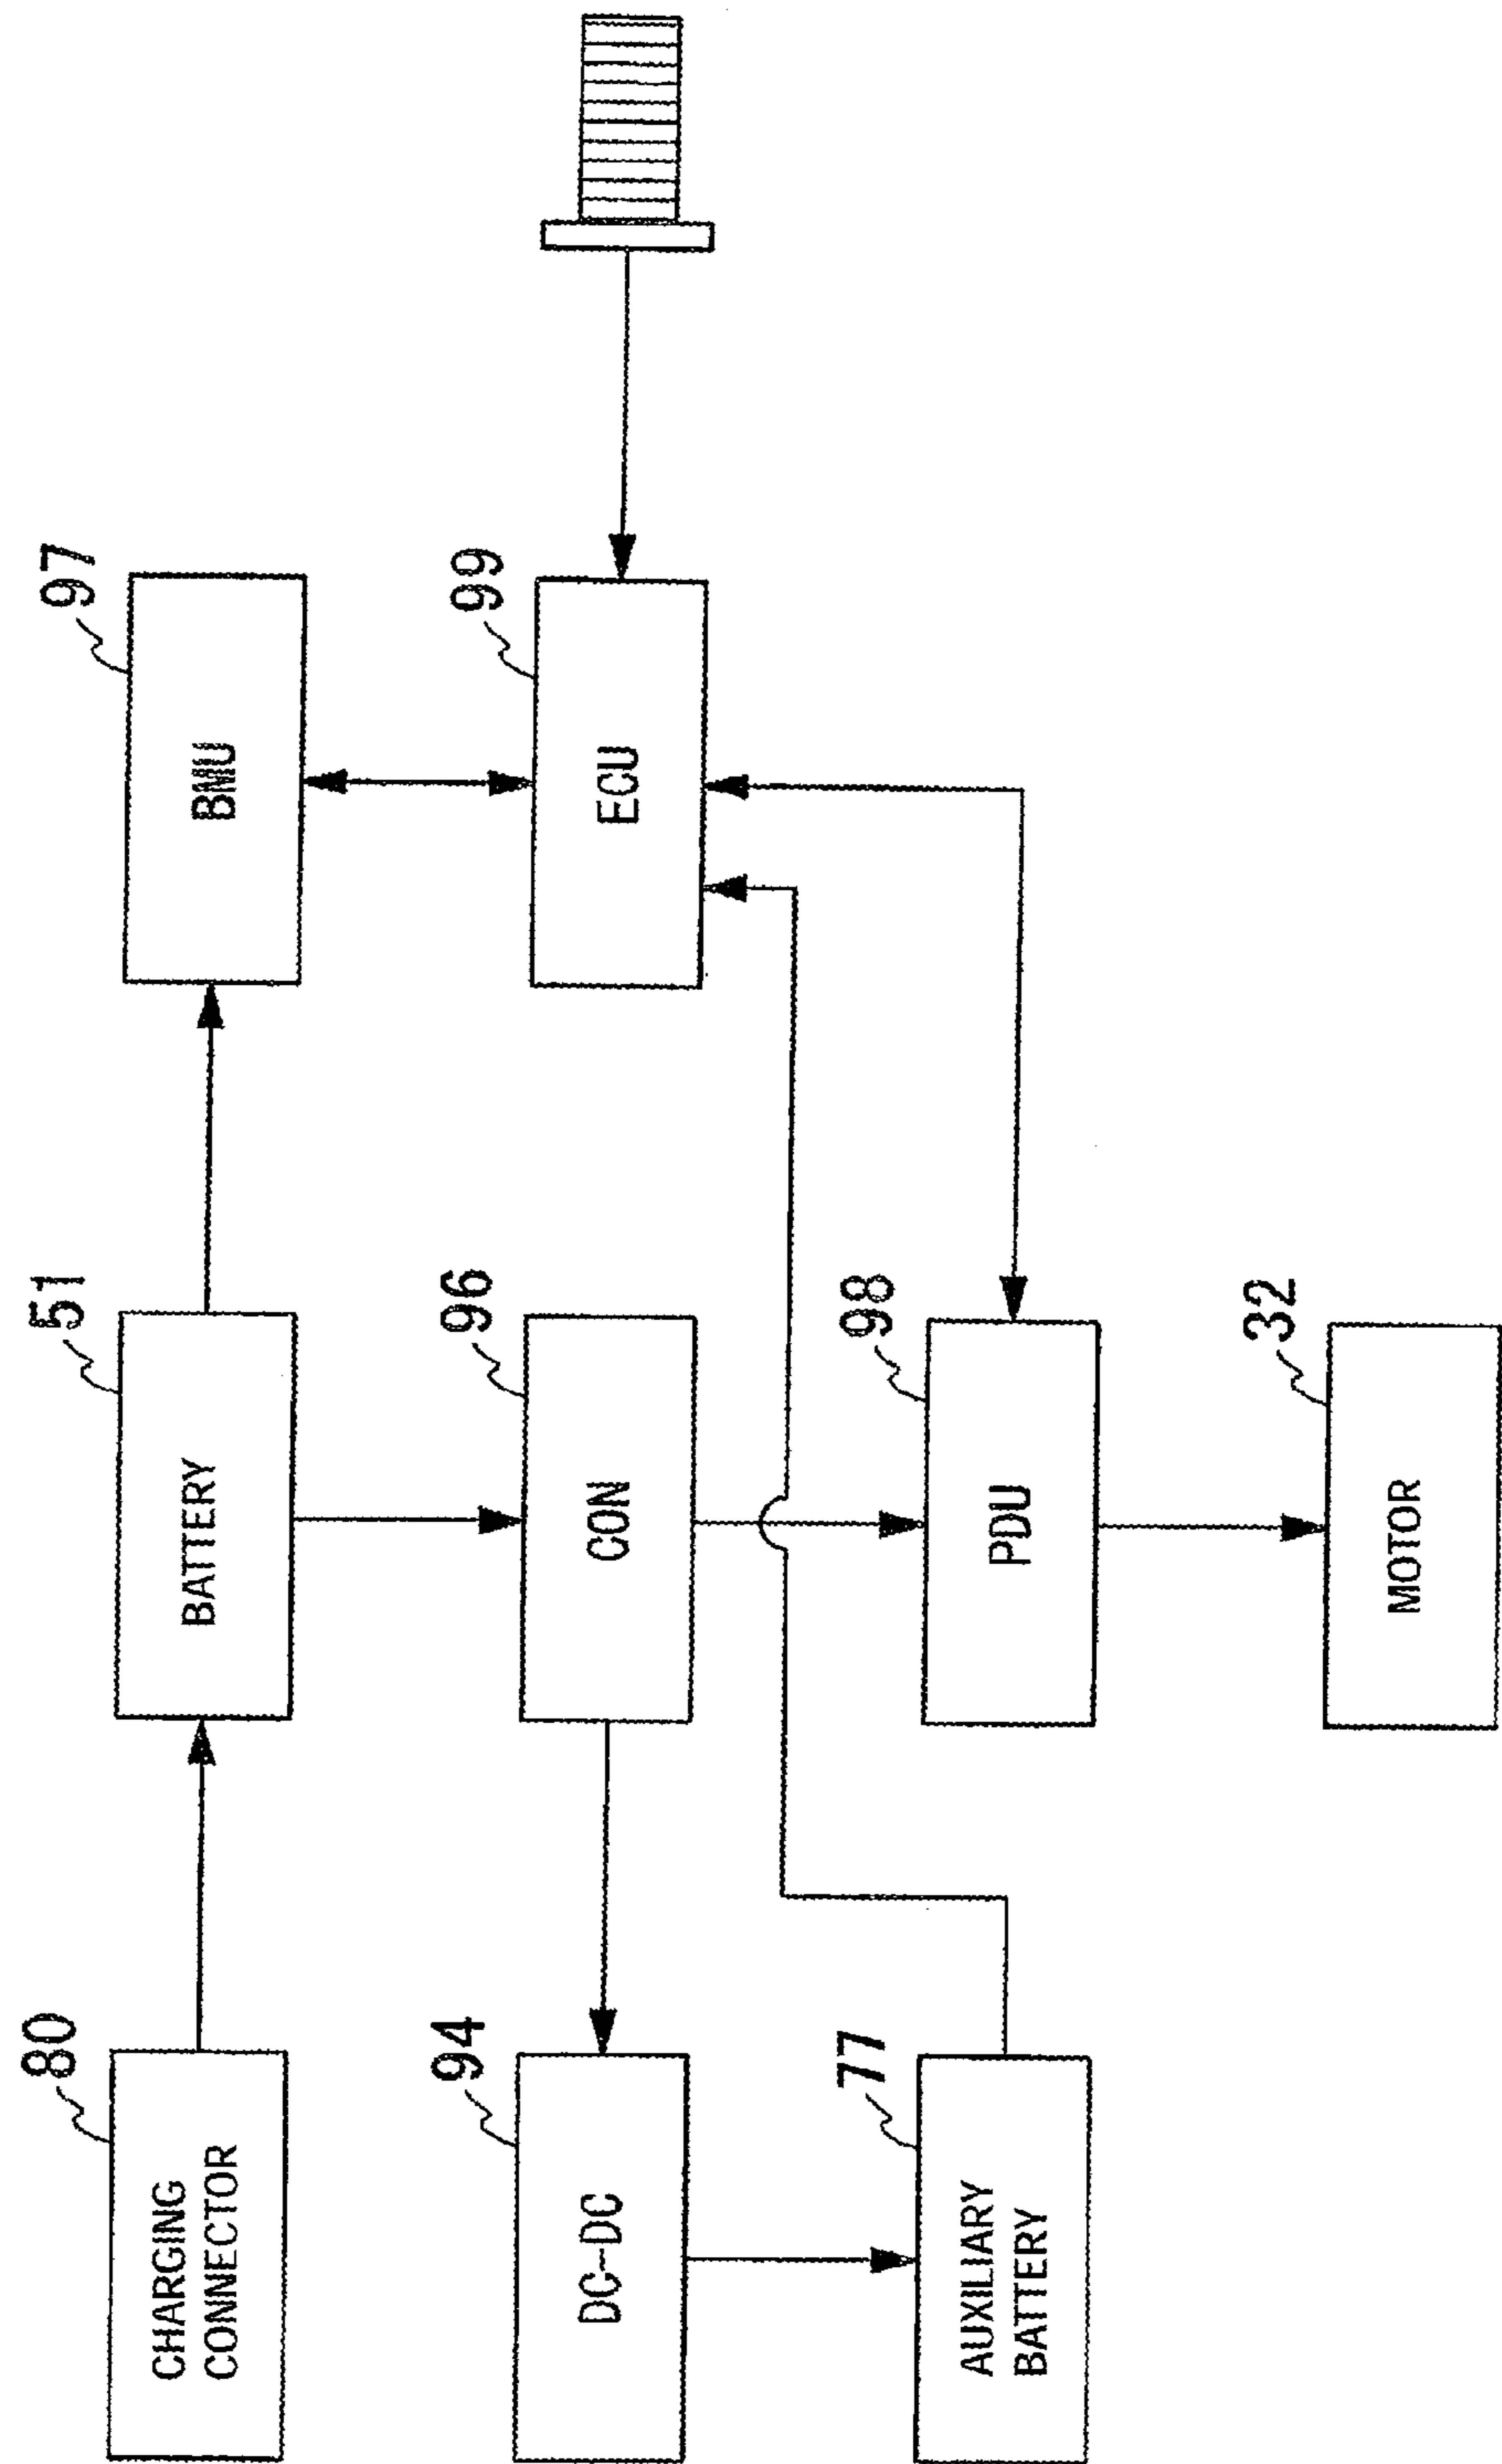 80
51
97
CHARGING
CONNECTOR
BATTERY
BMU
94
96
99
DC-DC
CON
ECU
77
98
AUXILIARY
BATTERY
PDU
32
MOTOR